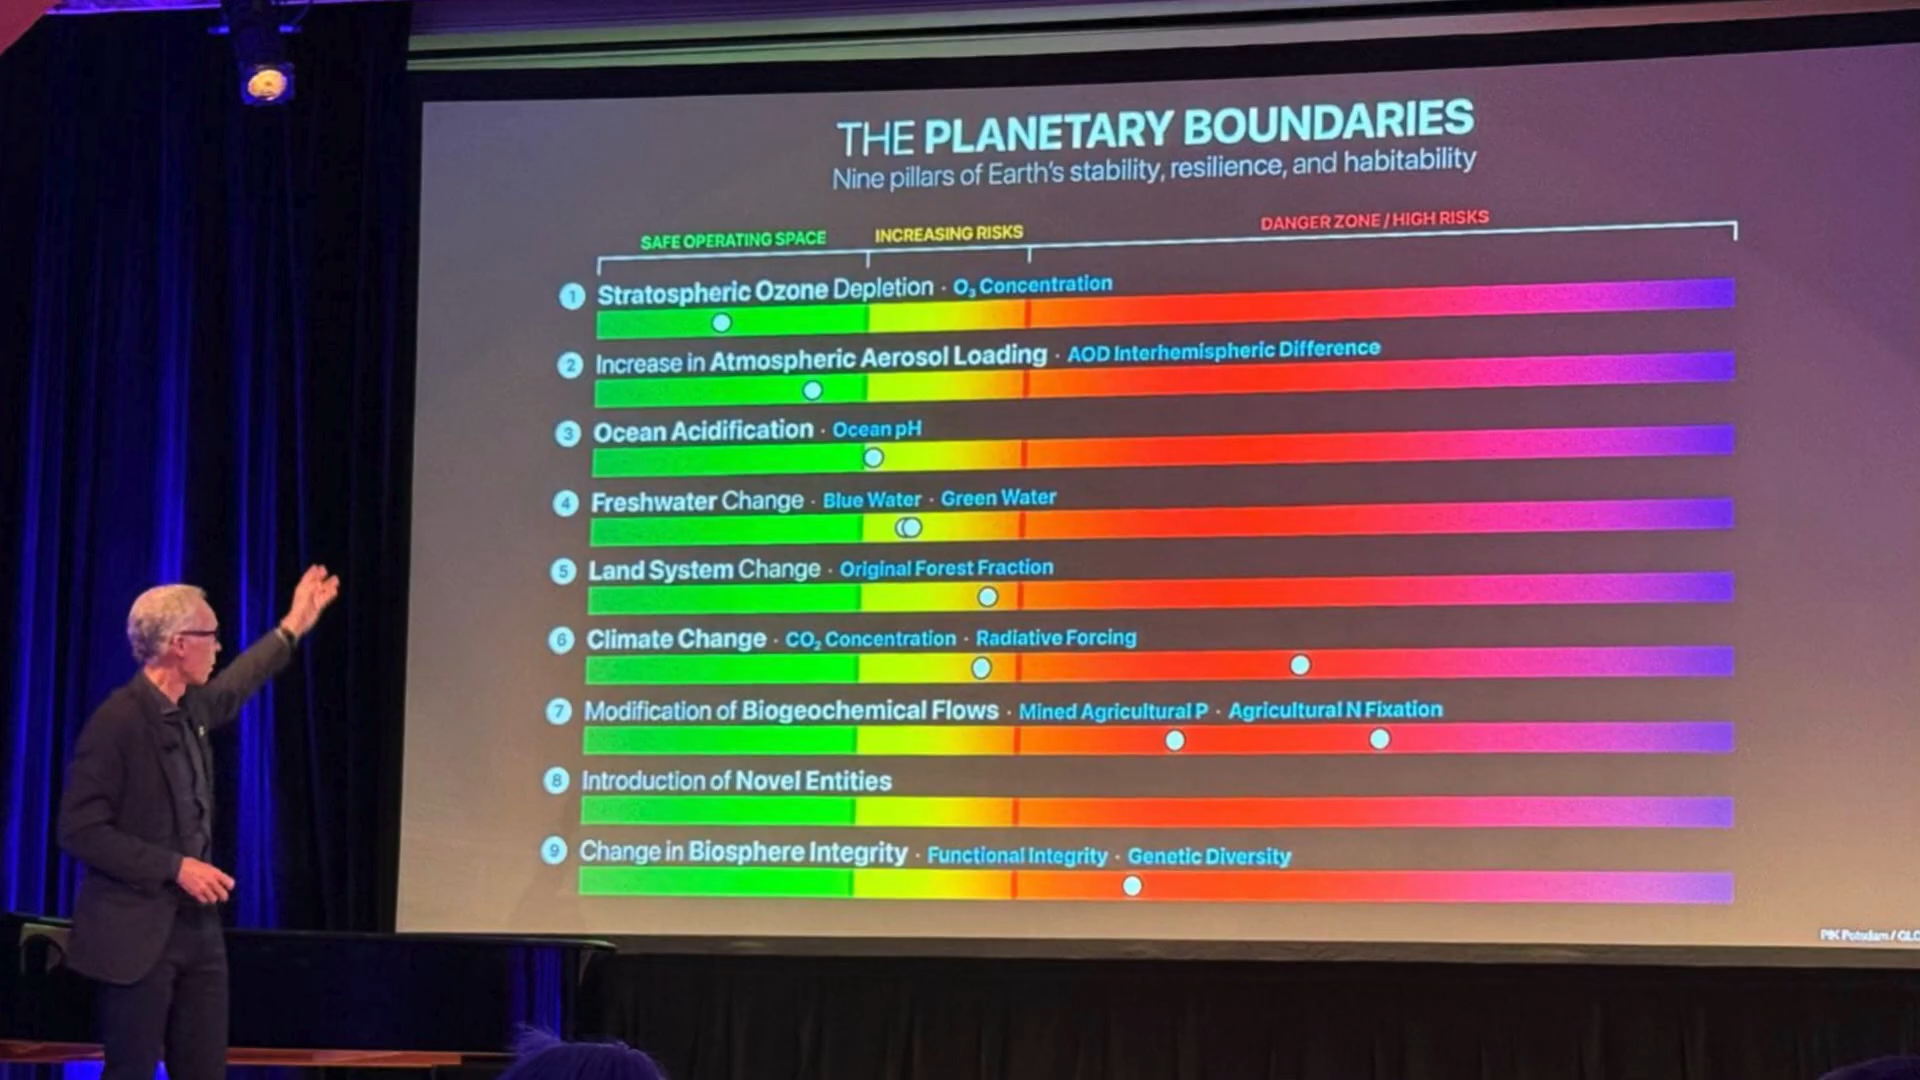 THE PLANETARY BOUNDARIES
Nine pillars of Earth's stability, resilience, and habitability
SAFE OPERATING SPACE INCREASING RISKS DANGER ZONE / HIGH RISKS
1 Stratospheric Ozone Depletion · O₃ Concentration
2 Increase in Atmospheric Aerosol Loading · AOD Interhemispheric Difference
3 Ocean Acidification · Ocean pH
4 Freshwater Change · Blue Water · Green Water
5 Land System Change · Original Forest Fraction
6 Climate Change · CO₂ Concentration · Radiative Forcing
7 Modification of Biogeochemical Flows · Mined Agricultural P · Agricultural N Fixation
8 Introduction of Novel Entities
9 Change in Biosphere Integrity · Functional Integrity · Genetic Diversity
PIK Potsdam /